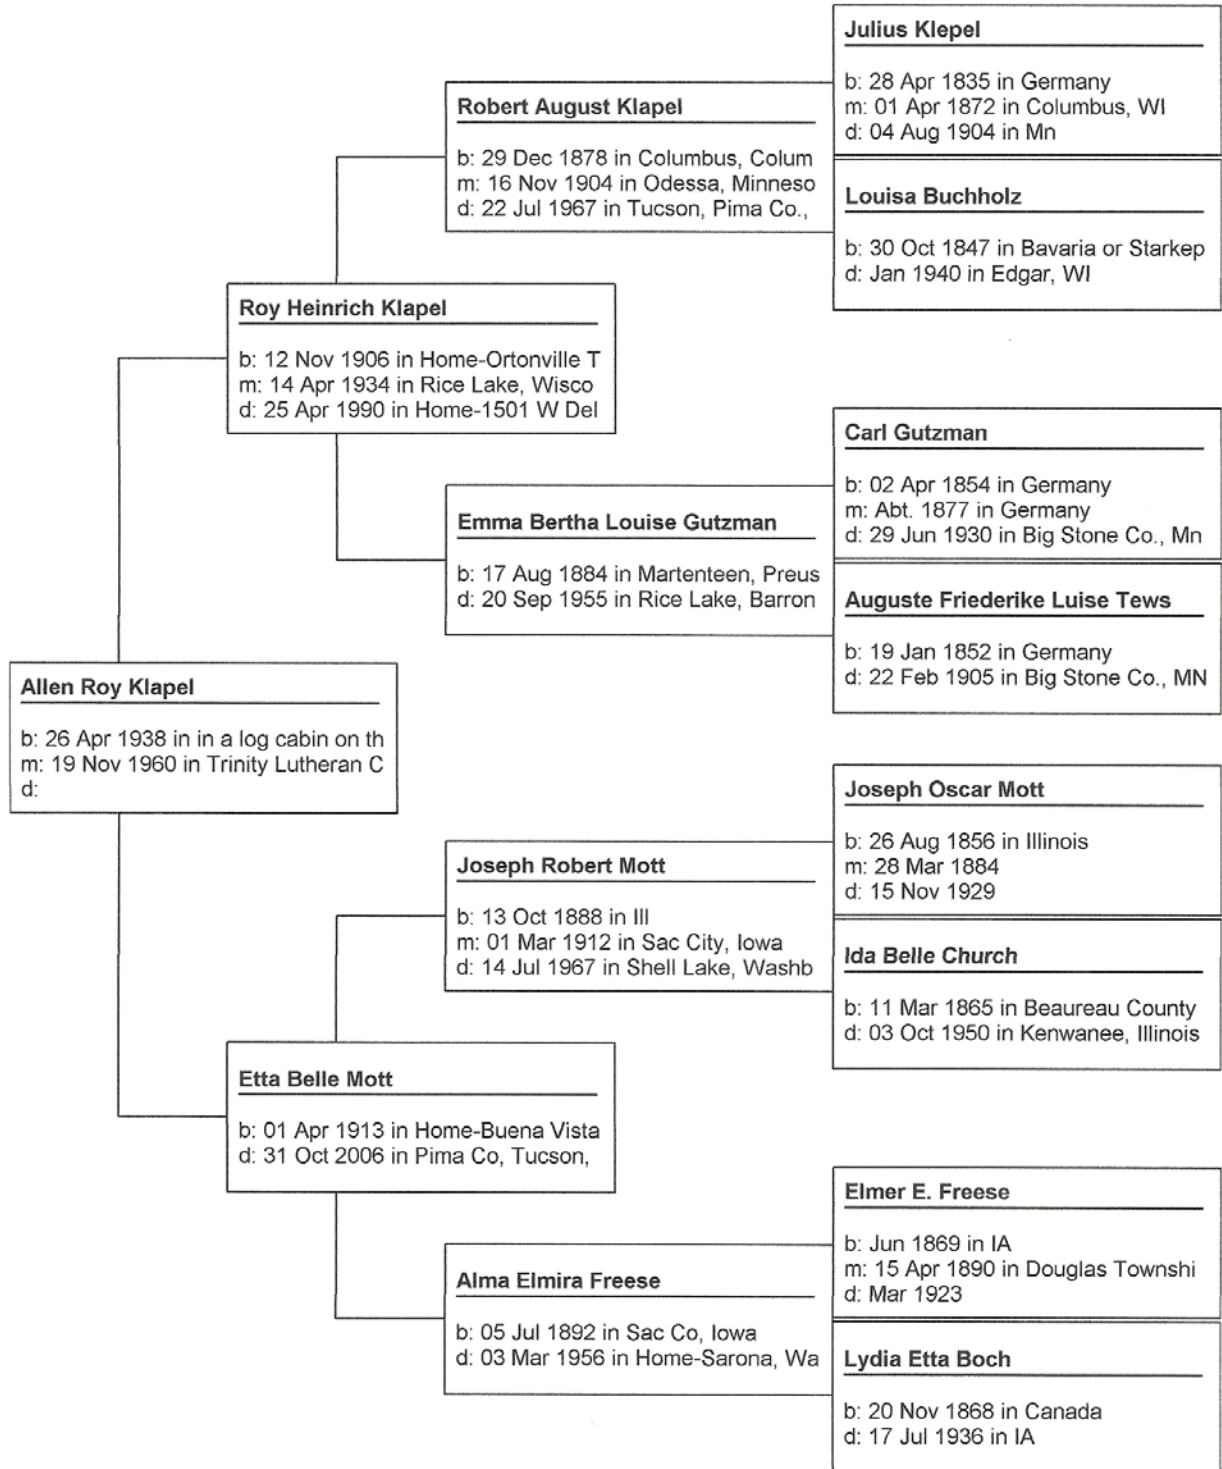 Julius Klepel
b: 28 Apr 1835 in Germany
m: 01 Apr 1872 in Columbus, WI
d: 04 Aug 1904 in Mn
Robert August Klapel
b: 29 Dec 1878 in Columbus, Colum
m: 16 Nov 1904 in Odessa, Minneso
d: 22 Jul 1967 in Tucson, Pima Co.,
Louisa Buchholz
b: 30 Oct 1847 in Bavaria or Starkep
d: Jan 1940 in Edgar, WI
Roy Heinrich Klapel
b: 12 Nov 1906 in Home-Ortonville T
m: 14 Apr 1934 in Rice Lake, Wisco
d: 25 Apr 1990 in Home-1501 W Del
Carl Gutzman
b: 02 Apr 1854 in Germany
m: Abt. 1877 in Germany
d: 29 Jun 1930 in Big Stone Co., Mn
Emma Bertha Louise Gutzman
b: 17 Aug 1884 in Martenteen, Preus
d: 20 Sep 1955 in Rice Lake, Barron
Auguste Friederike Luise Tews
b: 19 Jan 1852 in Germany
d: 22 Feb 1905 in Big Stone Co., MN
Allen Roy Klapel
b: 26 Apr 1938 in in a log cabin on th
m: 19 Nov 1960 in Trinity Lutheran C
d:
Joseph Oscar Mott
b: 26 Aug 1856 in Illinois
m: 28 Mar 1884
d: 15 Nov 1929
Joseph Robert Mott
b: 13 Oct 1888 in Ill
m: 01 Mar 1912 in Sac City, Iowa
d: 14 Jul 1967 in Shell Lake, Washb
Ida Belle Church
b: 11 Mar 1865 in Beaureau County
d: 03 Oct 1950 in Kenwanee, Illinois
Etta Belle Mott
b: 01 Apr 1913 in Home-Buena Vista
d: 31 Oct 2006 in Pima Co, Tucson,
Elmer E. Freese
b: Jun 1869 in IA
m: 15 Apr 1890 in Douglas Townshi
d: Mar 1923
Alma Elmira Freese
b: 05 Jul 1892 in Sac Co, Iowa
d: 03 Mar 1956 in Home-Sarona, Wa
Lydia Etta Boch
b: 20 Nov 1868 in Canada
d: 17 Jul 1936 in IA